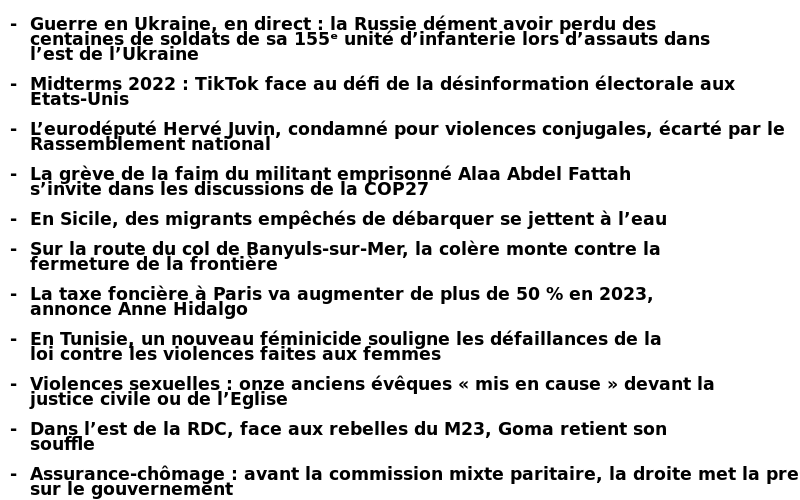 - Guerre en Ukraine, en direct : la Russie dément avoir perdu des
centaines de soldats de sa 155ᵉ unité d’infanterie lors d’assauts dans
l’est de l’Ukraine
- Midterms 2022 : TikTok face au défi de la désinformation électorale aux
Etats-Unis
- L’eurodéputé Hervé Juvin, condamné pour violences conjugales, écarté par le
Rassemblement national
- La grève de la faim du militant emprisonné Alaa Abdel Fattah
s’invite dans les discussions de la COP27
- En Sicile, des migrants empêchés de débarquer se jettent à l’eau
- Sur la route du col de Banyuls-sur-Mer, la colère monte contre la
fermeture de la frontière
- La taxe foncière à Paris va augmenter de plus de 50 % en 2023,
annonce Anne Hidalgo
- En Tunisie, un nouveau féminicide souligne les défaillances de la
loi contre les violences faites aux femmes
- Violences sexuelles : onze anciens évêques « mis en cause » devant la
justice civile ou de l’Eglise
- Dans l’est de la RDC, face aux rebelles du M23, Goma retient son
souffle
- Assurance-chômage : avant la commission mixte paritaire, la droite met la pre
sur le gouvernement